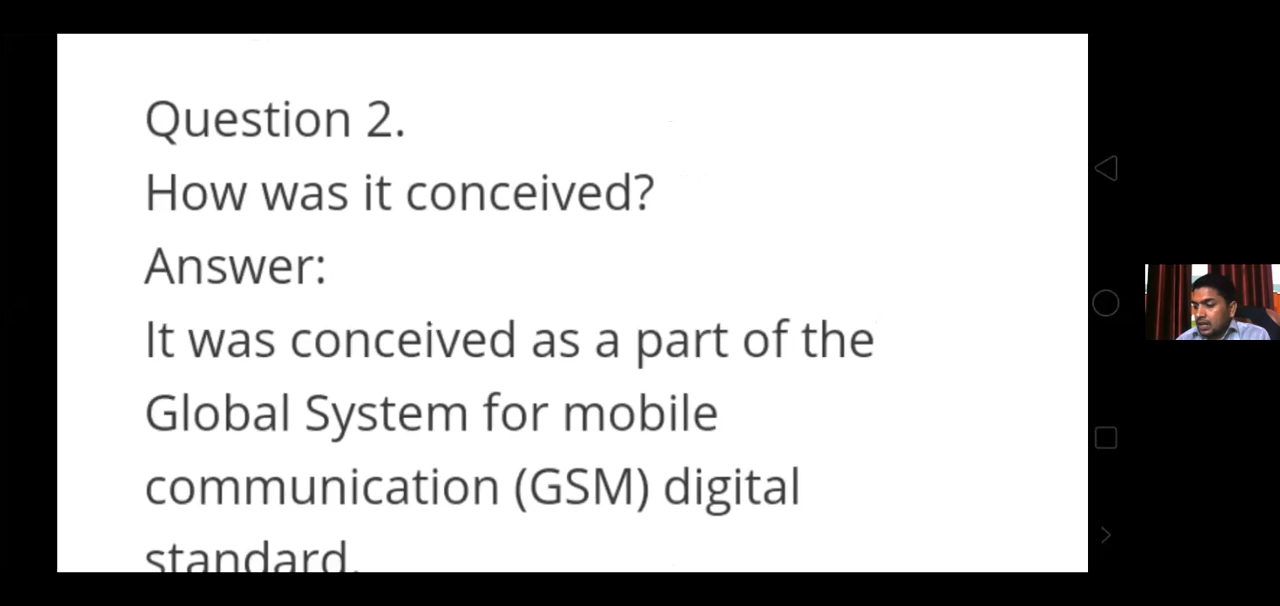 Question 2.
How was it conceived?
Answer:
It was conceived as a part of the
Global System for mobile
communication (GSM) digital
standard.